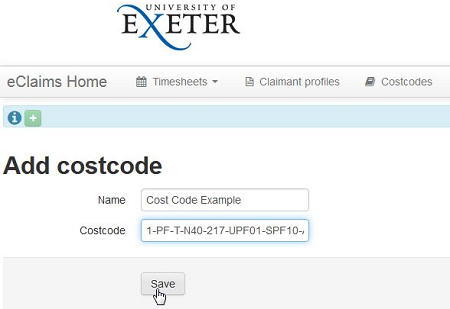 UNIVERSITY OF
EXETER
eClaims Home Timesheets Claimant profiles Costcodes
Add costcode
Name Cost Code Example
Costcode 1-PF-T-N40-217-UPF01-SPF10-
Save